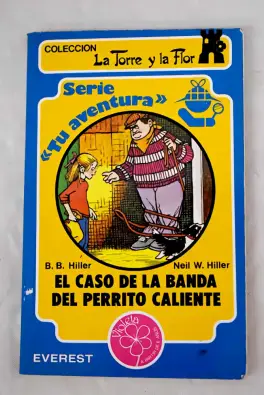 COLECCION
La Torre y la Flor
Serie
«Tu aventura»
B. B. Hiller
Neil W. Hiller
EL CASO DE LA BANDA
DEL PERRITO CALIENTE
Violeta
EVEREST